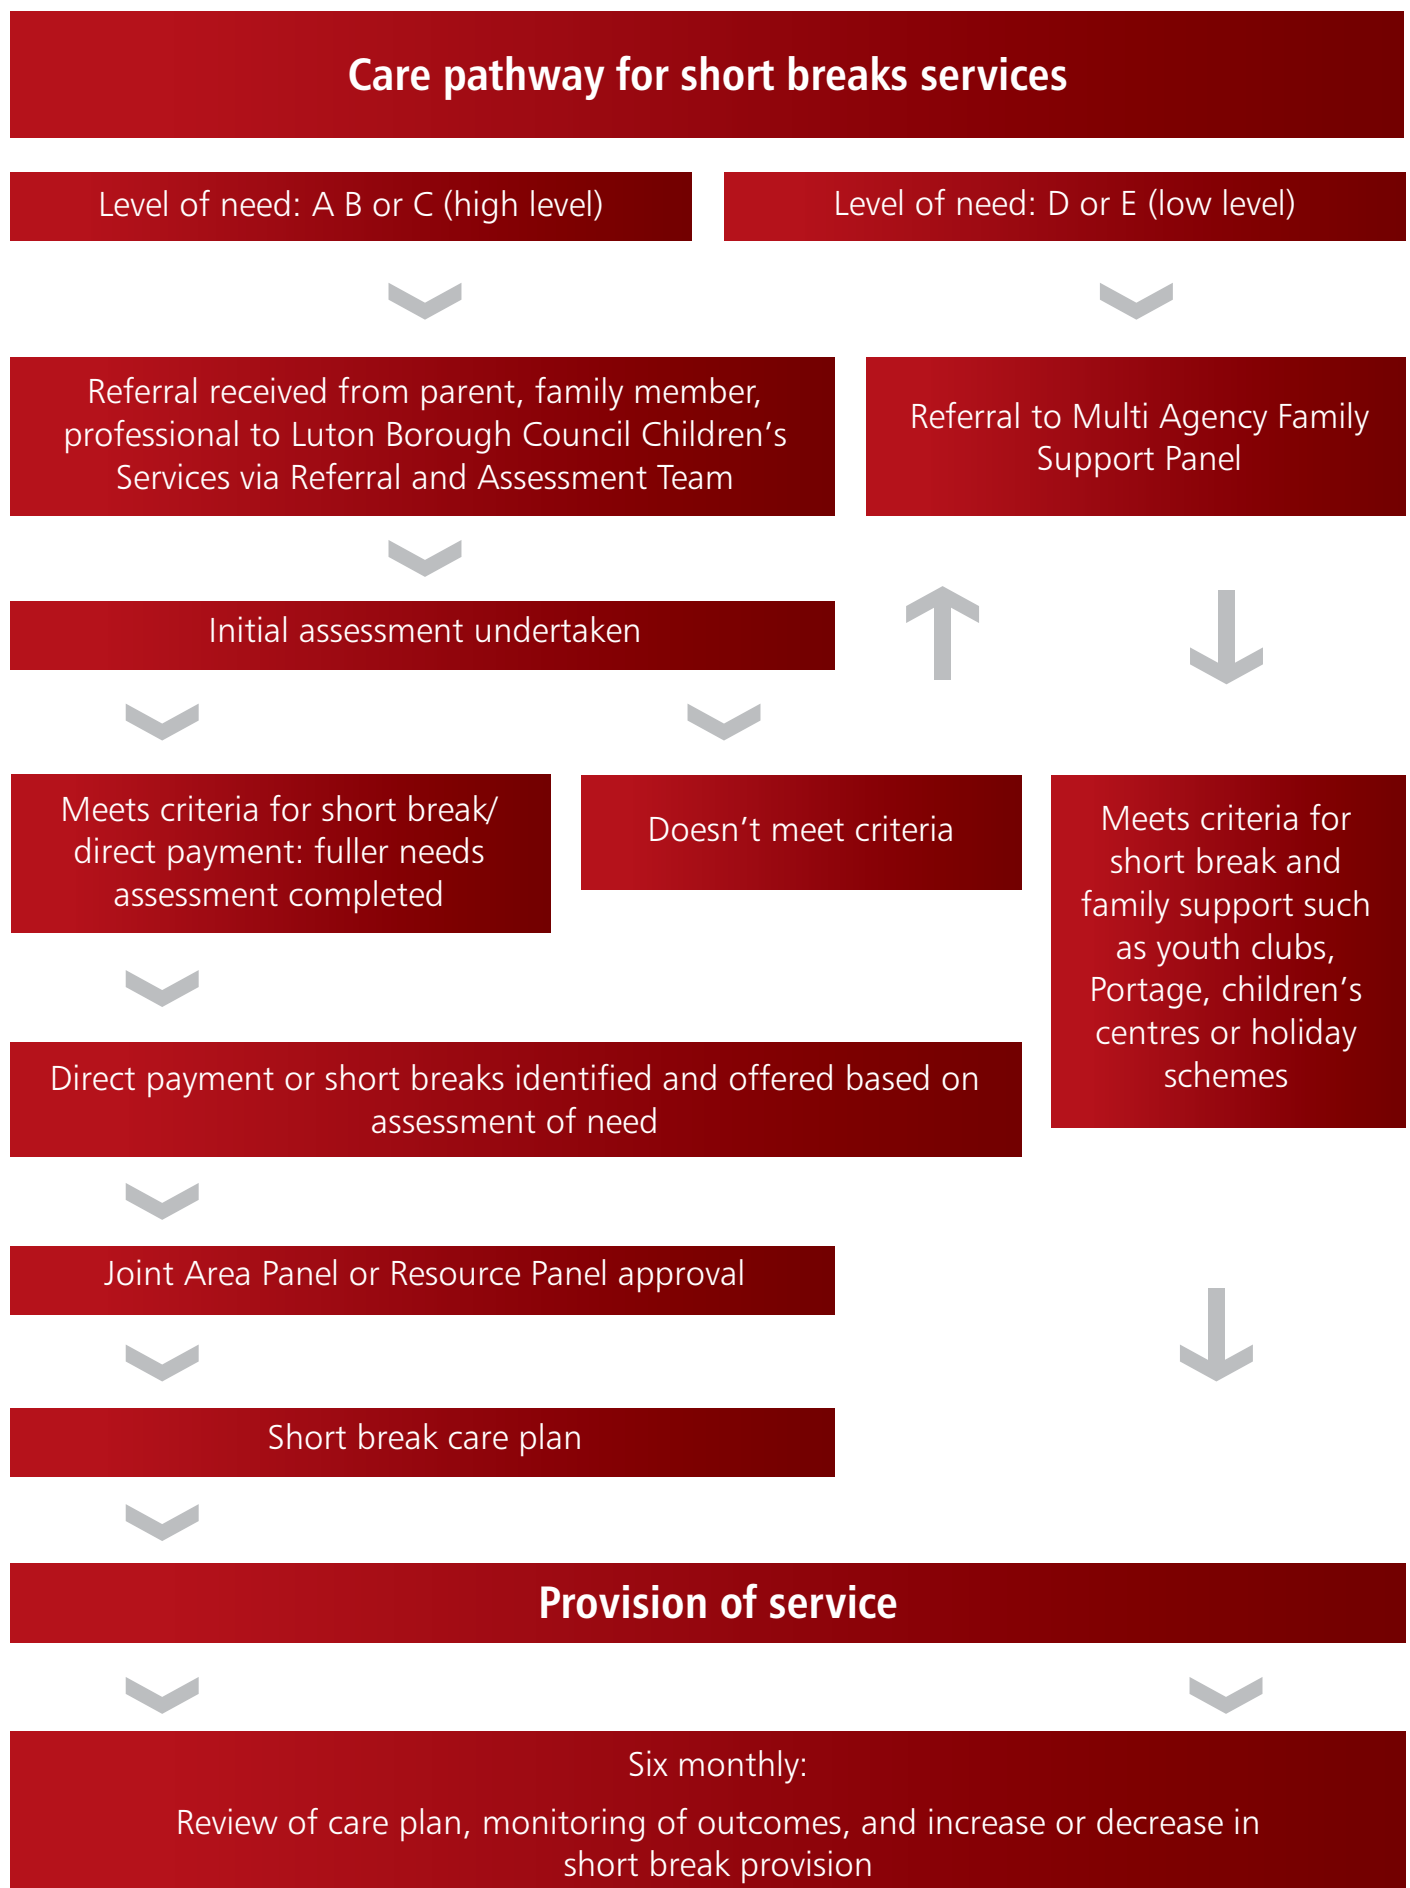 Care pathway for short breaks services
Level of need: A B or C (high level)
Level of need: D or E (low level)
Referral received from parent, family member,
professional to Luton Borough Council Children’s
Services via Referral and Assessment Team
Referral to Multi Agency Family
Support Panel
Initial assessment undertaken
Meets criteria for short break/
direct payment: fuller needs
assessment completed
Doesn’t meet criteria
Meets criteria for
short break and
family support such
as youth clubs,
Portage, children’s
centres or holiday
schemes
Direct payment or short breaks identified and offered based on
assessment of need
Joint Area Panel or Resource Panel approval
Short break care plan
Provision of service
Six monthly:
Review of care plan, monitoring of outcomes, and increase or decrease in
short break provision